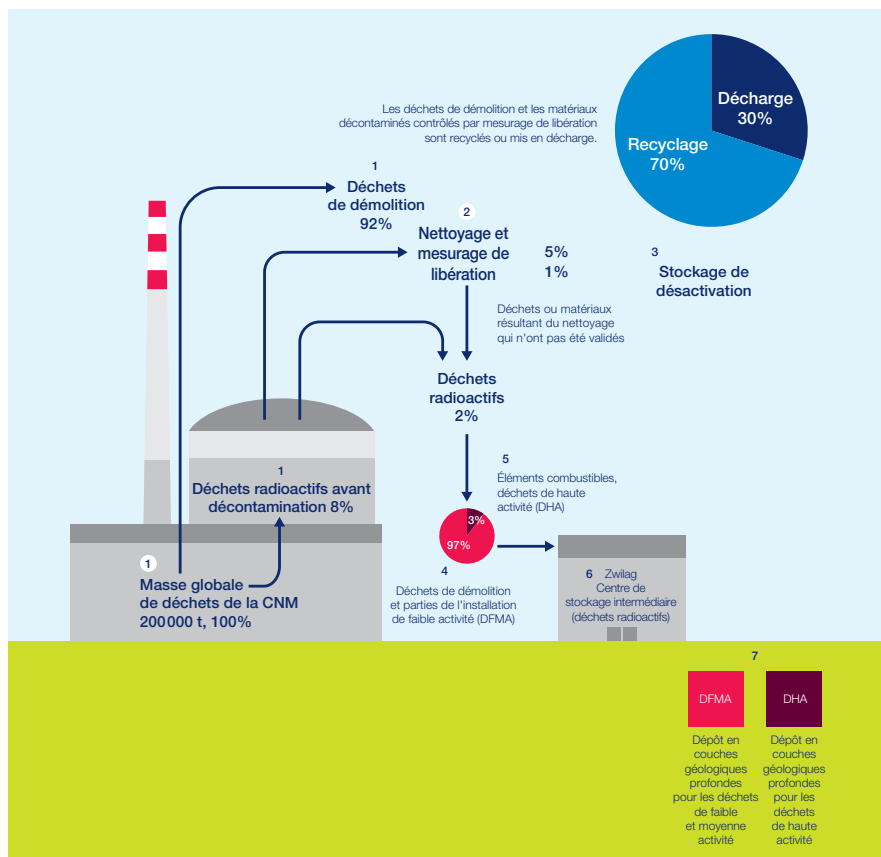 Les déchets de démolition et les matériaux
décontaminés contrôlés par mesurage de libération
sont recyclés ou mis en décharge.
Décharge
30%
Recyclage
70%
1
Déchets
de démolition
92%
2
Nettoyage et
mesurage de
libération
5%
1%
3
Stockage de
désactivation
Déchets ou matériaux
résultant du nettoyage
qui n'ont pas été validés
Déchets
radioactifs
2%
1
Déchets radioactifs avant
décontamination 8%
5
Éléments combustibles,
déchets de haute
activité (DHA)
3%
97%
4
Déchets de démolition
et parties de l'installation
de faible activité (DFMA)
1
Masse globale
de déchets de la CNM
200 000 t, 100%
6 Zwilag
Centre de
stockage intermédiaire
(déchets radioactifs)
7
DFMA
Dépôt en
couches
géologiques
profondes
pour les déchets
de faible
et moyenne
activité
DHA
Dépôt en
couches
géologiques
profondes
pour les
déchets
de haute
activité